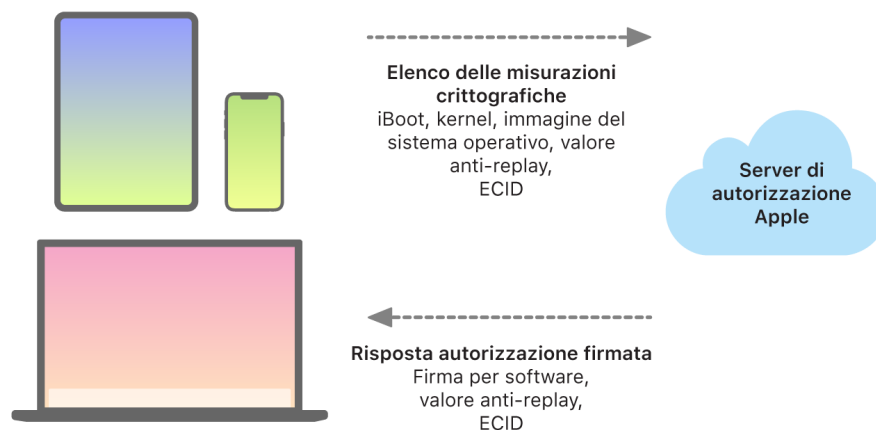 Elenco delle misurazioni
crittografiche
iBoot, kernel, immagine del
sistema operativo, valore
anti-replay,
ECID
Server di
autorizzazione
Apple
Risposta autorizzazione firmata
Firma per software,
valore anti-replay,
ECID